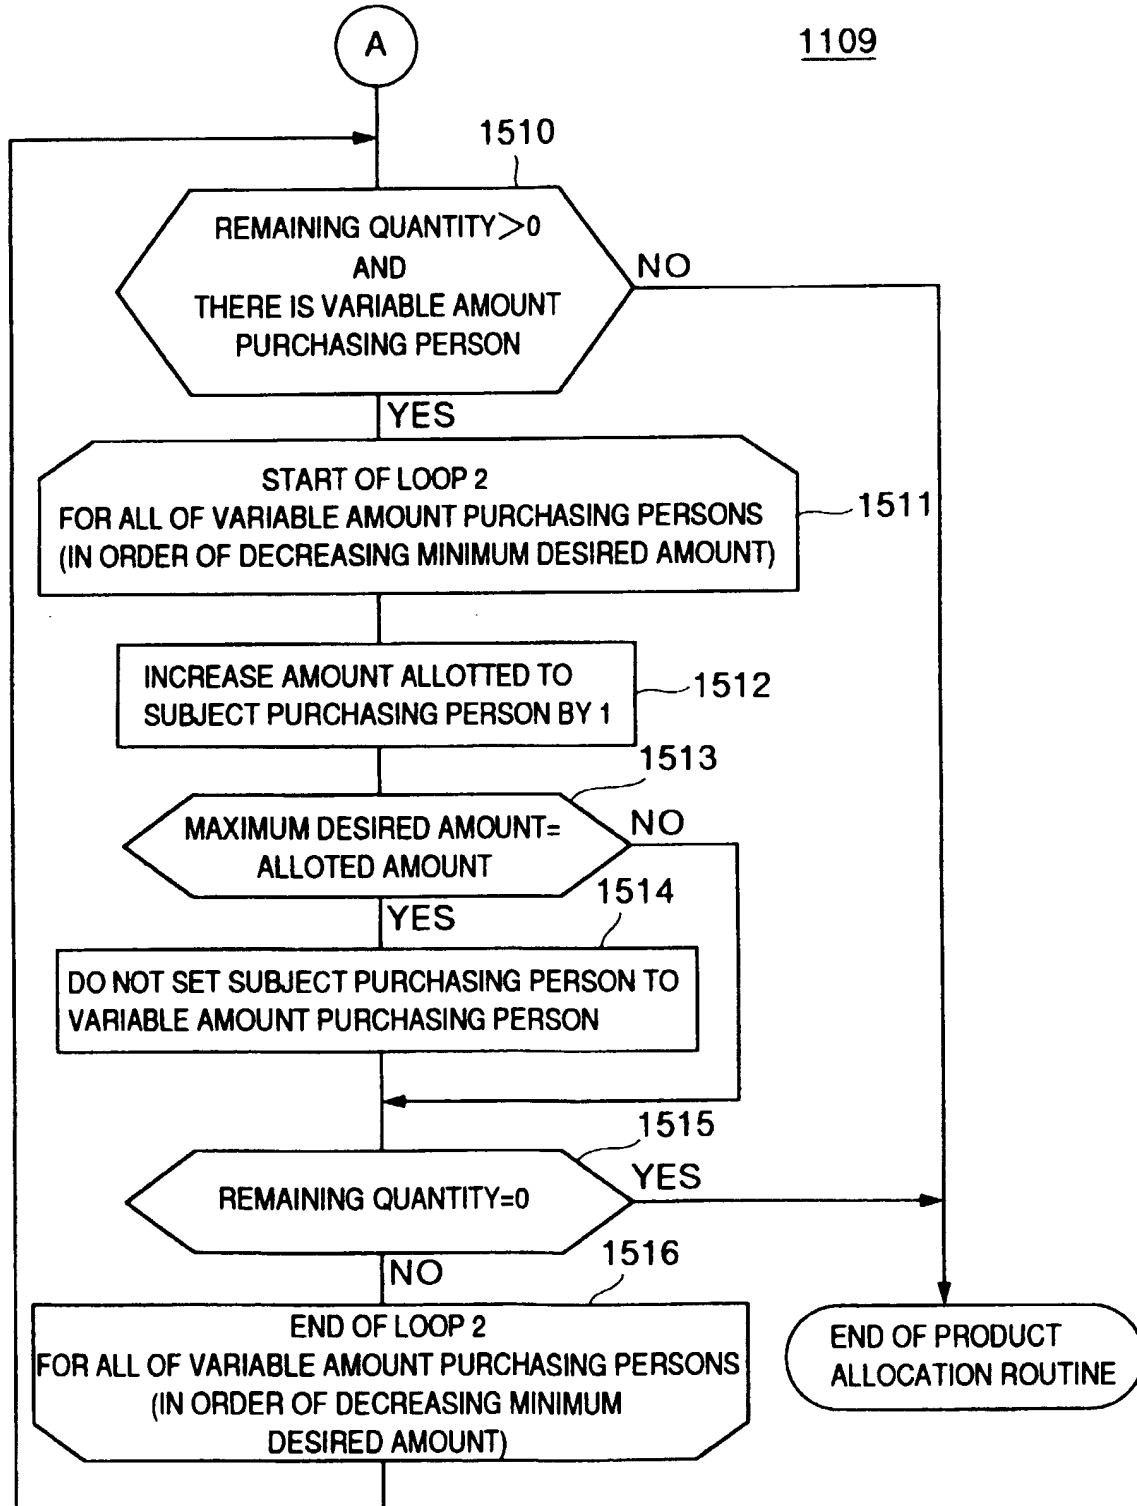 A
1109
1510
REMAINING QUANTITY>0
AND
THERE IS VARIABLE AMOUNT
PURCHASING PERSON
NO
YES
START OF LOOP 2
FOR ALL OF VARIABLE AMOUNT PURCHASING PERSONS
(IN ORDER OF DECREASING MINIMUM DESIRED AMOUNT)
1511
INCREASE AMOUNT ALLOTTED TO
SUBJECT PURCHASING PERSON BY 1
1512
1513
MAXIMUM DESIRED AMOUNT=
ALLOTED AMOUNT
NO
YES
1514
DO NOT SET SUBJECT PURCHASING PERSON TO
VARIABLE AMOUNT PURCHASING PERSON
1515
REMAINING QUANTITY=0
YES
NO
1516
END OF LOOP 2
FOR ALL OF VARIABLE AMOUNT PURCHASING PERSONS
(IN ORDER OF DECREASING MINIMUM
DESIRED AMOUNT)
END OF PRODUCT
ALLOCATION ROUTINE